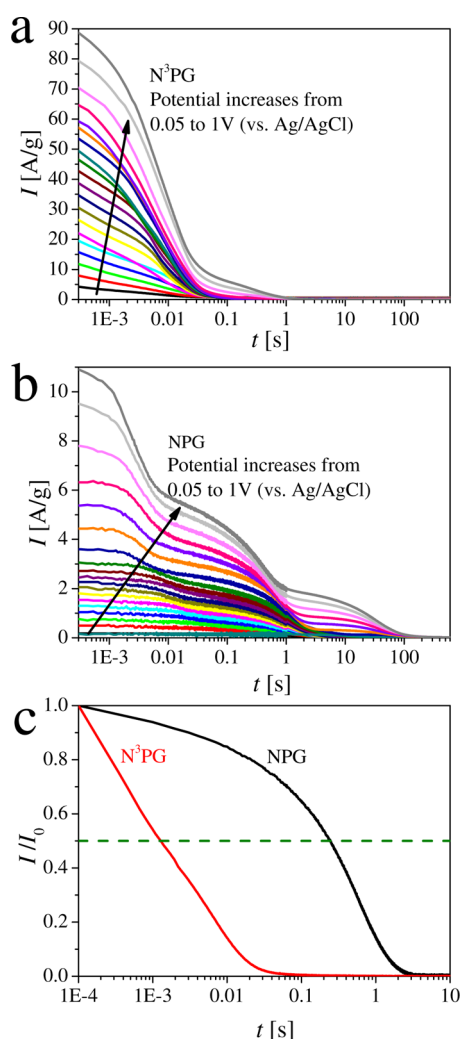 a
90
80
70
60
50
40
30
20
10
0
I [A/g]
N³PG
Potential increases from
0.05 to 1V (vs. Ag/AgCl)
1E-3 0.01 0.1 1 10 100
t [s]
b
10
8
6
4
2
0
I [A/g]
NPG
Potential increases from
0.05 to 1V (vs. Ag/AgCl)
1E-3 0.01 0.1 1 10 100
t [s]
c
1.0
0.8
0.6
0.4
0.2
0.0
I/I₀
N³PG NPG
1E-4 1E-3 0.01 0.1 1 10
t [s]